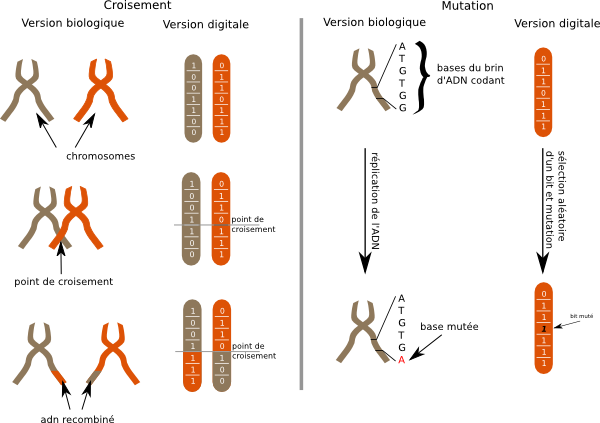 Croisement
Version biologique
Version digitale
1 0
0 1
0 1
1 0
1 1
0 1
0 1
chromosomes
1 0
0 1
0 1
1 0
1 1
0 1
0 1
point de
croisement
point de croisement
1 0
0 1
0 1
1 0
1 1
1 0
1 0
point de
croisement
adn recombiné
Mutation
Version biologique
Version digitale
A
T
G
T
G
G
bases du brin
d'ADN codant
0
1
1
0
1
1
1
réplication de l'ADN
sélection aléatoire
d'un bit et mutation
A
T
G
T
G
A
base mutée
0
1
1
1
1
1
1
bit muté